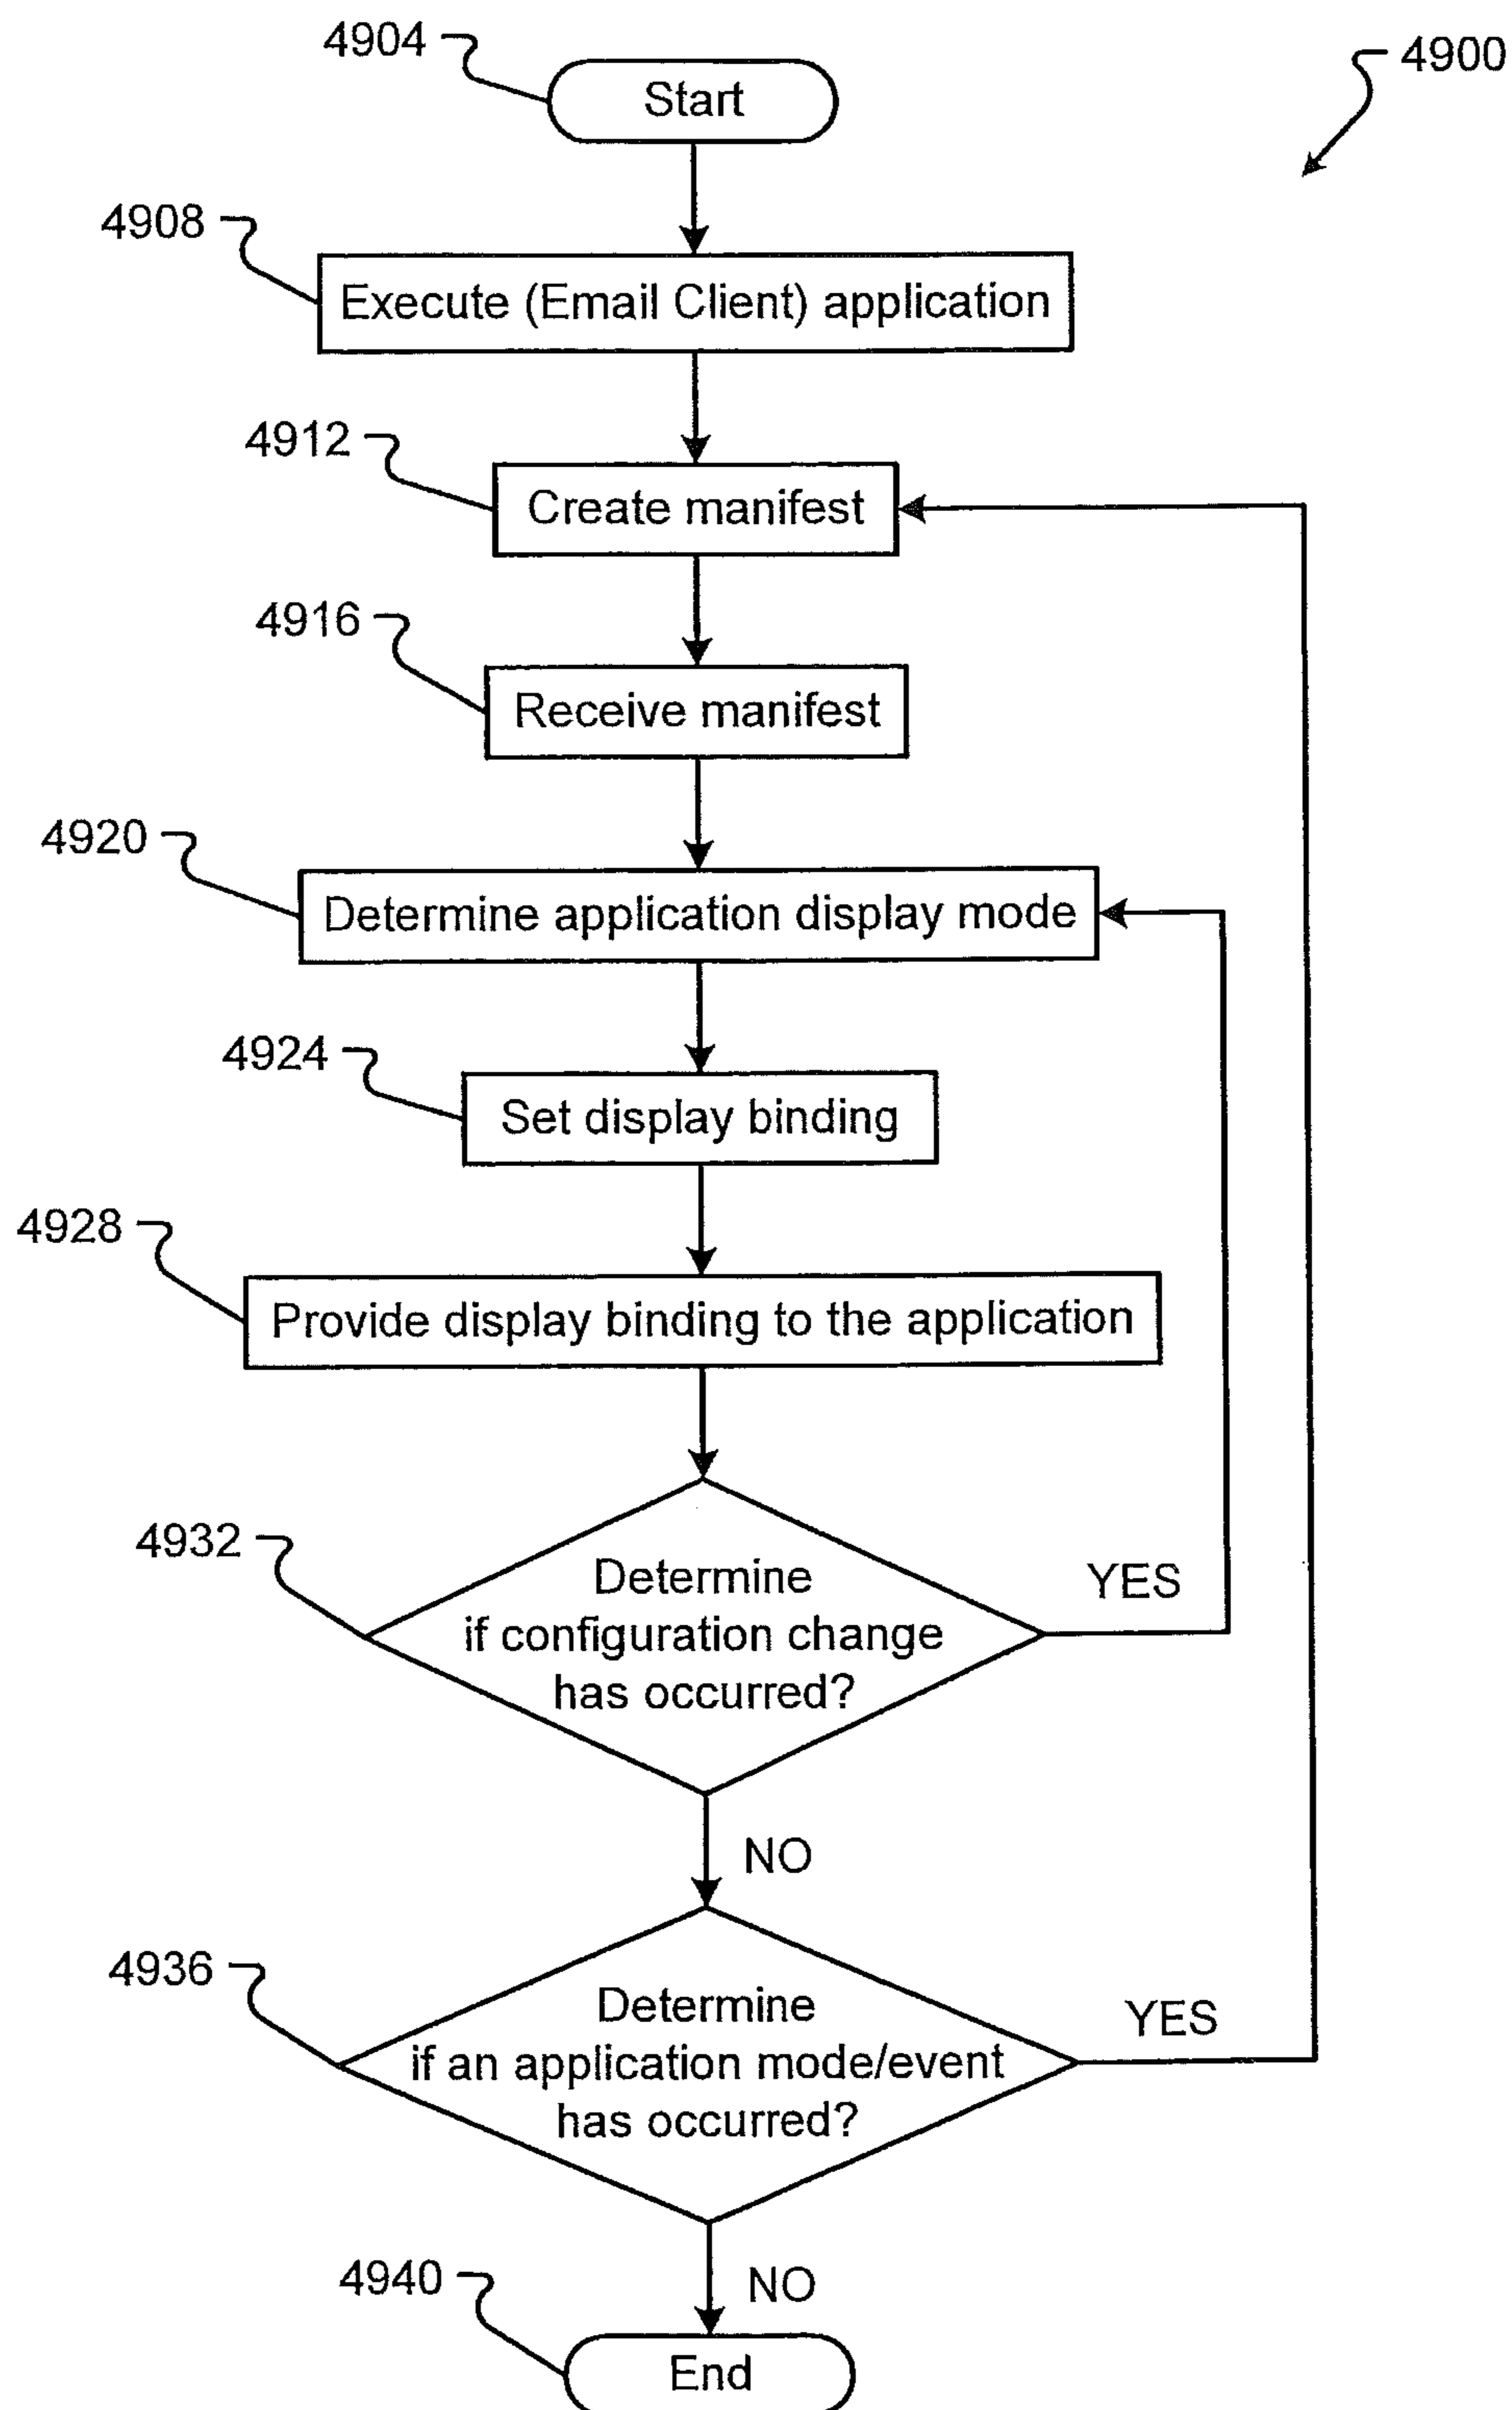 4904
Start
4900
4908
Execute (Email Client) application
4912
Create manifest
4916
Receive manifest
4920
Determine application display mode
4924
Set display binding
4928
Provide display binding to the application
4932
Determine
if configuration change
has occurred?
YES
NO
4936
Determine
if an application mode/event
has occurred?
YES
NO
4940
End